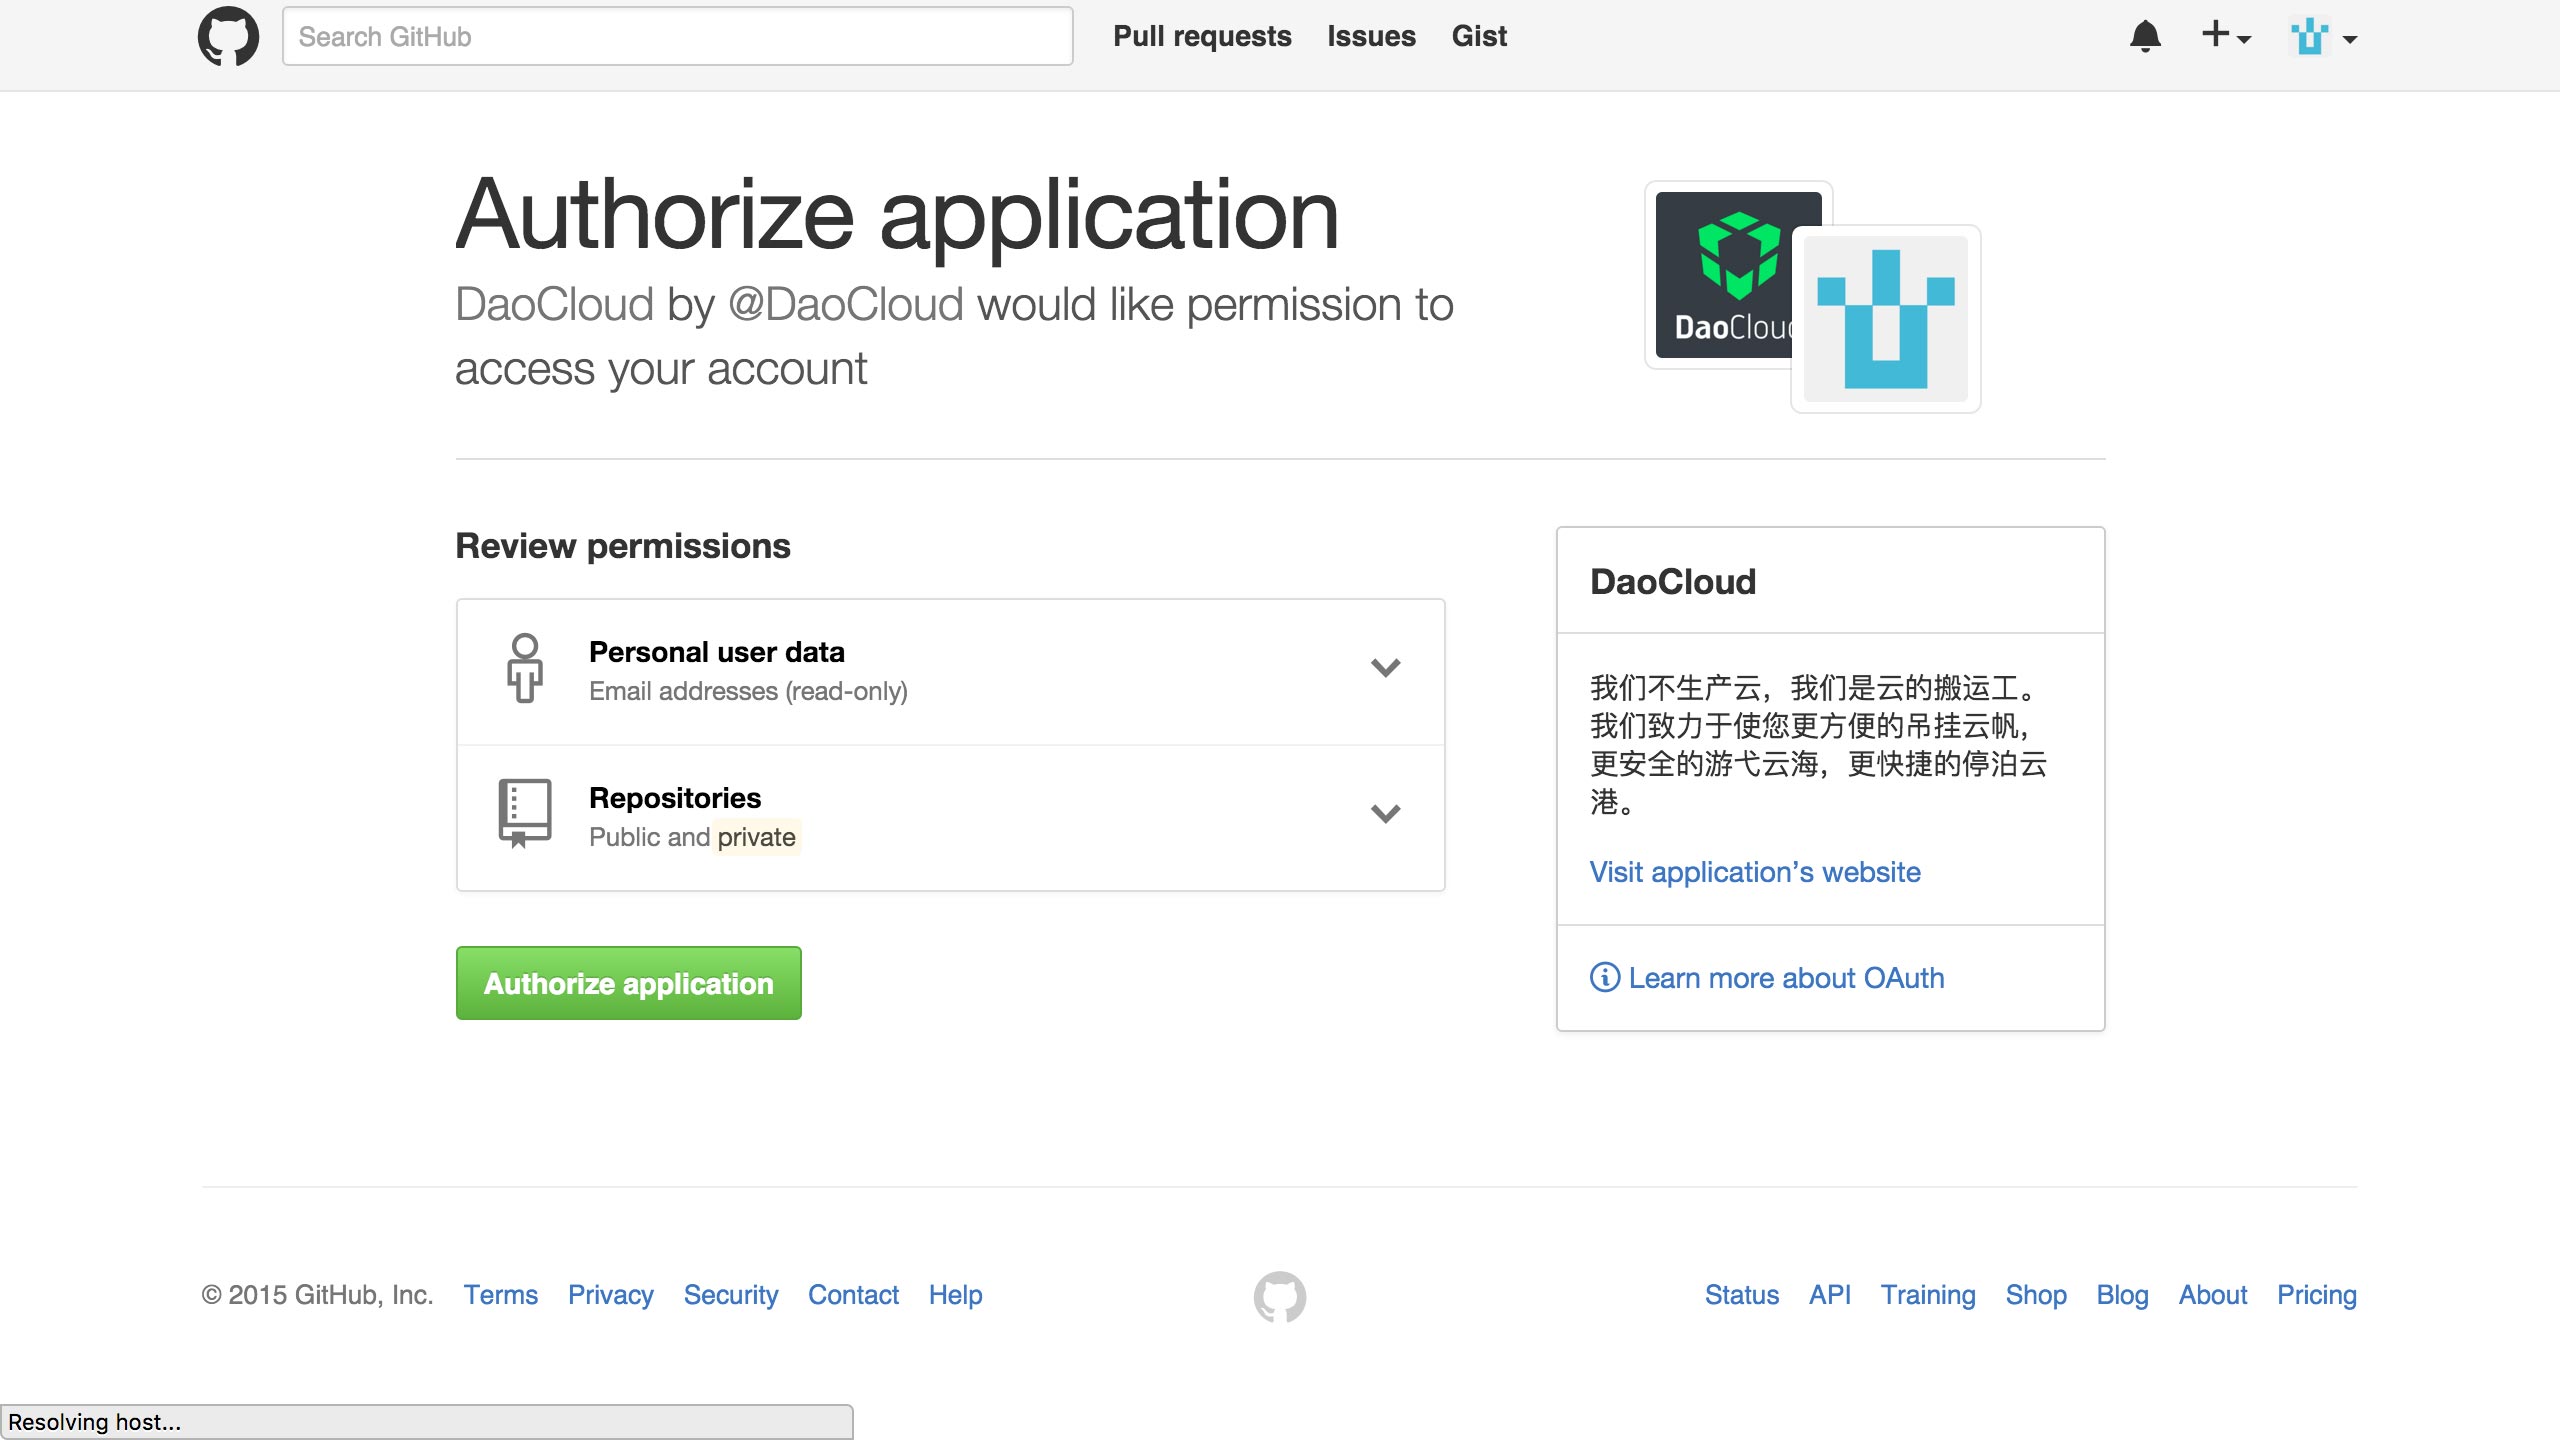 Search GitHub Pull requests Issues Gist
Authorize application
DaoCloud by @DaoCloud would like permission to
access your account
DaoCloud
Review permissions
Personal user data
Email addresses (read-only)
Repositories
Public and private
Authorize application
DaoCloud
我们不生产云，我们是云的搬运工。
我们致力于使您更方便的吊挂云帆，
更安全的游弋云海，更快捷的停泊云
港。
Visit application’s website
Learn more about OAuth
© 2015 GitHub, Inc. Terms Privacy Security Contact Help Status API Training Shop Blog About Pricing
Resolving host...